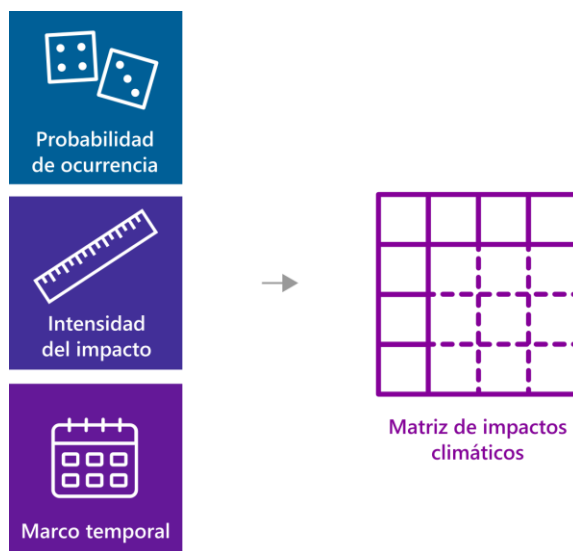 Probabilidad
de ocurrencia
Intensidad
del impacto
Marco temporal
Matriz de impactos
climáticos